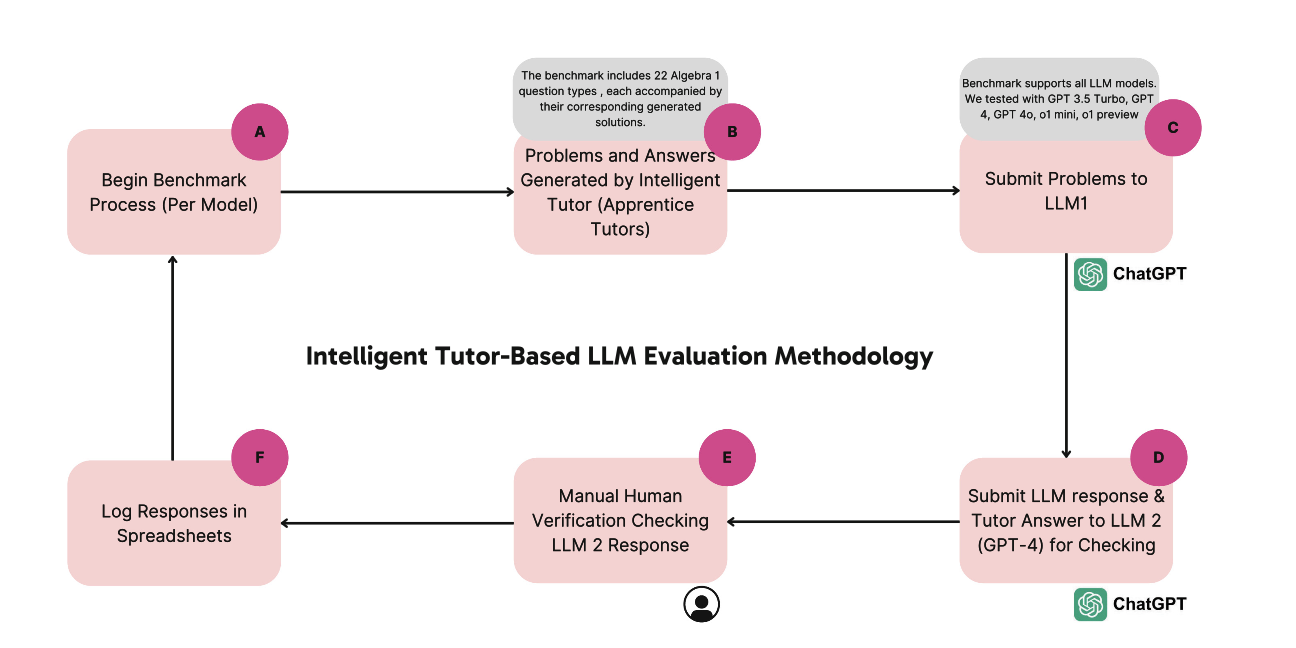 The benchmark includes 22 Algebra 1
question types , each accompanied by
their corresponding generated
solutions.
Benchmark supports all LLM models.
We tested with GPT 3.5 Turbo, GPT
4, GPT 4o, o1 mini, o1 preview
A
B
C
Begin Benchmark
Process (Per Model)
Problems and Answers
Generated by Intelligent
Tutor (Apprentice
Tutors)
Submit Problems to
LLM1
ChatGPT
Intelligent Tutor-Based LLM Evaluation Methodology
F
E
D
Log Responses in
Spreadsheets
Manual Human
Verification Checking
LLM 2 Response
Submit LLM response &
Tutor Answer to LLM 2
(GPT-4) for Checking
ChatGPT